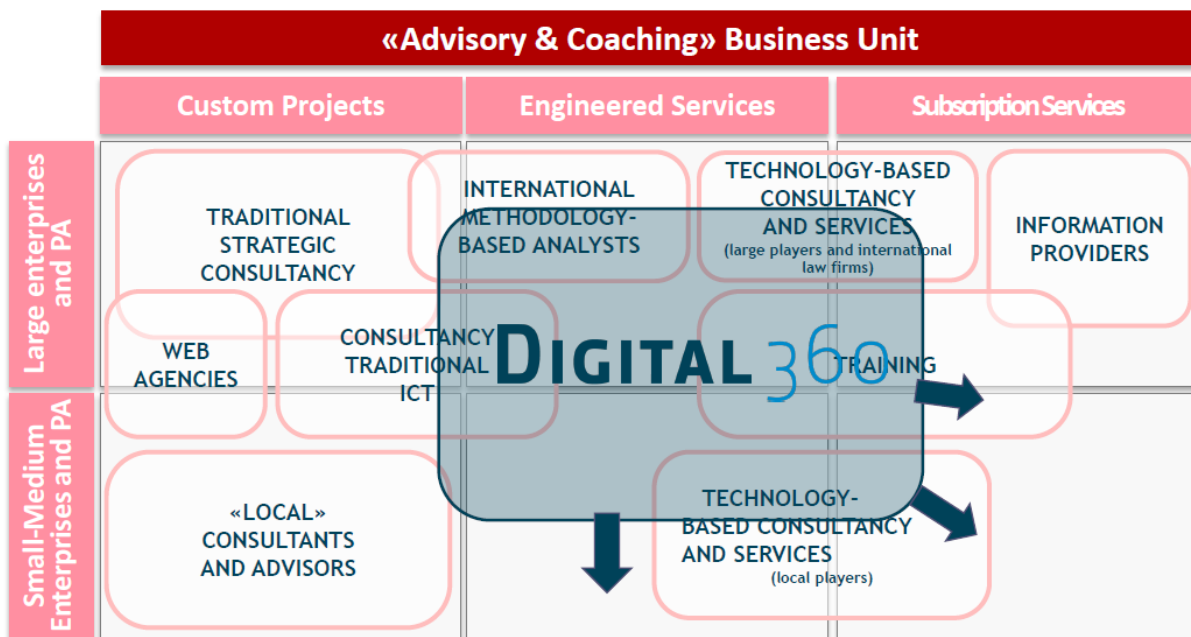 «Advisory & Coaching» Business Unit
Custom Projects
Engineered Services
Subscription Services
Large enterprises
and PA
TRADITIONAL
STRATEGIC
CONSULTANCY
INTERNATIONAL
METHODOLOGY-
BASED ANALYSTS
TECHNOLOGY-BASED
CONSULTANCY
AND SERVICES
(large players and international
law firms)
INFORMATION
PROVIDERS
WEB
AGENCIES
CONSULTANCY
TRADITIONAL
ICT
DIGITAL 360
TRAINING
Small-Medium
Enterprises and PA
«LOCAL»
CONSULTANTS
AND ADVISORS
TECHNOLOGY-
BASED CONSULTANCY
AND SERVICES
(local players)